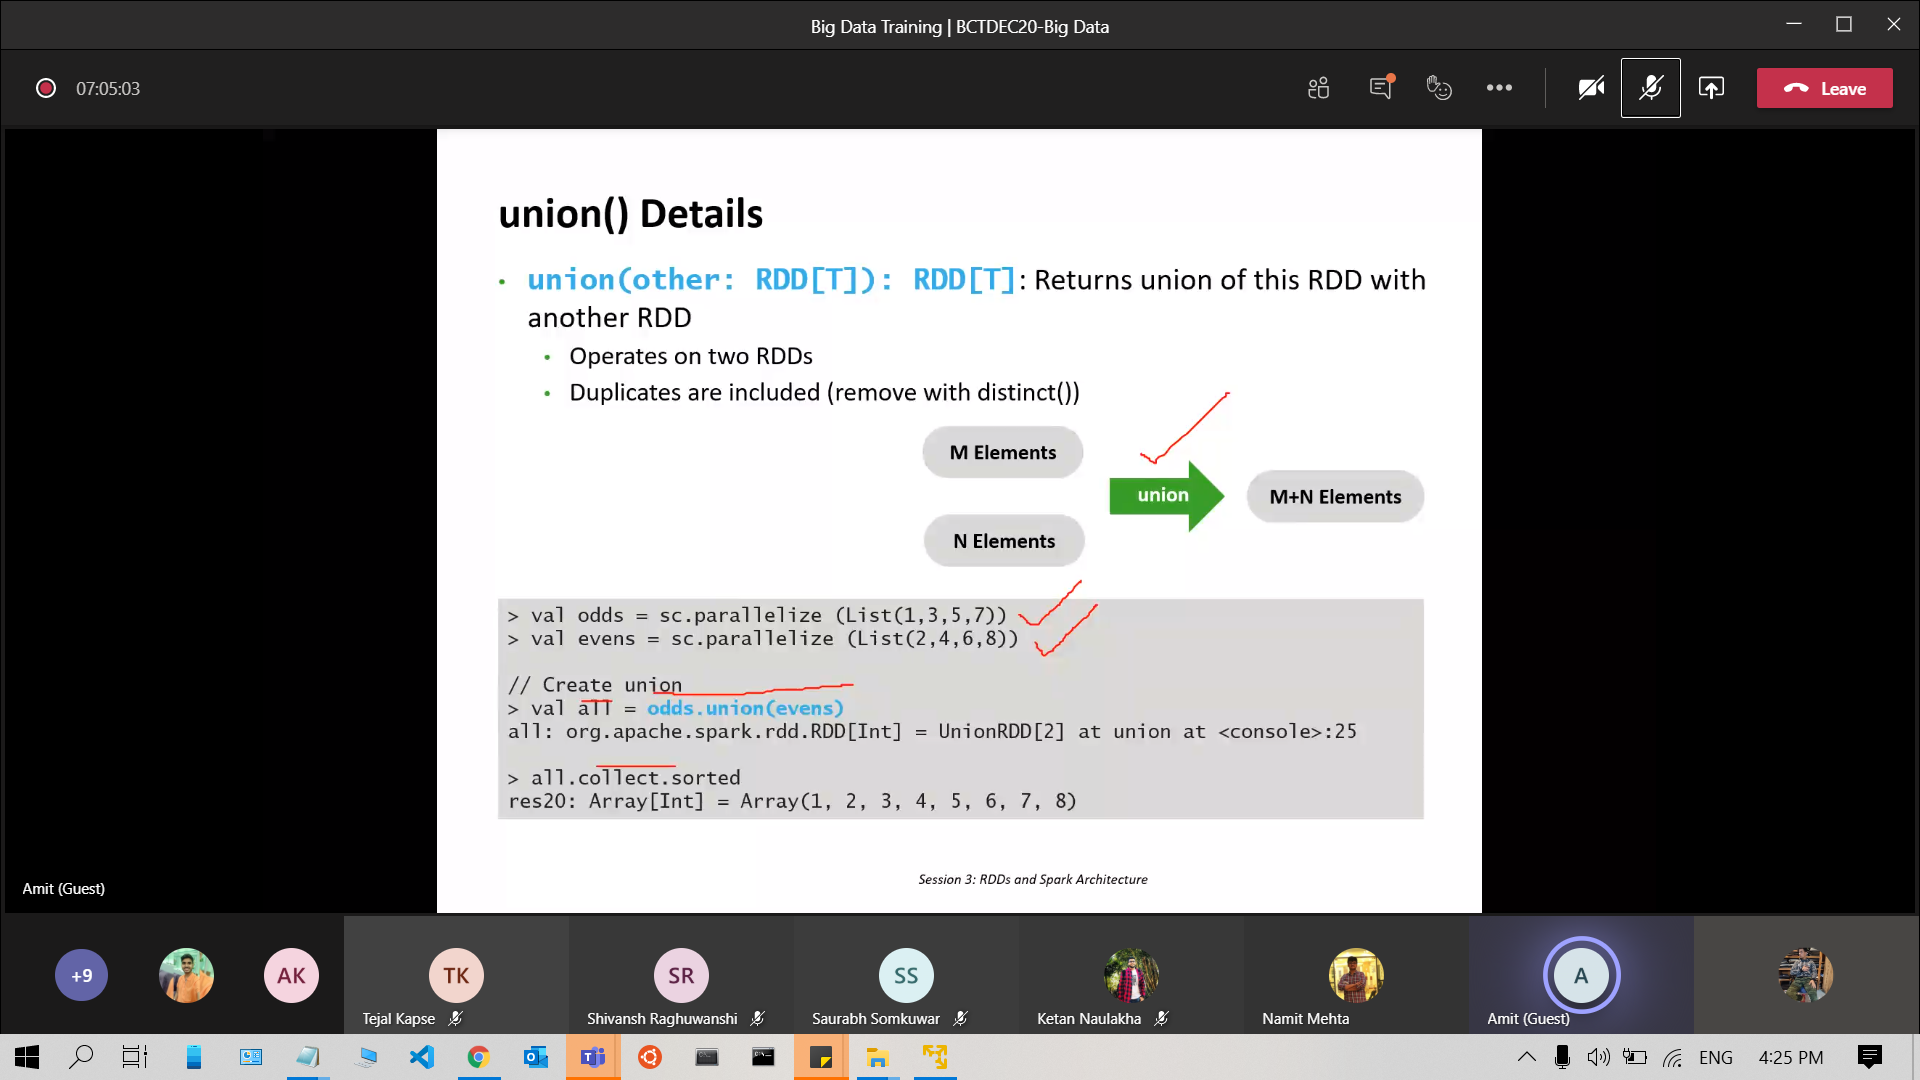 Big Data Training | BCTDEC20-Big Data
07:05:03
Leave
union() Details
• union(other: RDD[T]): RDD[T]: Returns union of this RDD with
another RDD
• Operates on two RDDs
• Duplicates are included (remove with distinct())
M Elements
union
M+N Elements
N Elements
> val odds = sc.parallelize (List(1,3,5,7))
> val evens = sc.parallelize (List(2,4,6,8))
// Create union
> val all = odds.union(evens)
all: org.apache.spark.rdd.RDD[Int] = UnionRDD[2] at union at <console>:25
> all.collect.sorted
res20: Array[Int] = Array(1, 2, 3, 4, 5, 6, 7, 8)
Session 3: RDDs and Spark Architecture
Amit (Guest)
+9
AK
TK
SR
SS
A
Tejal Kapse
Shivansh Raghuwanshi
Saurabh Somkuwar
Ketan Naulakha
Namit Mehta
Amit (Guest)
ENG
4:25 PM